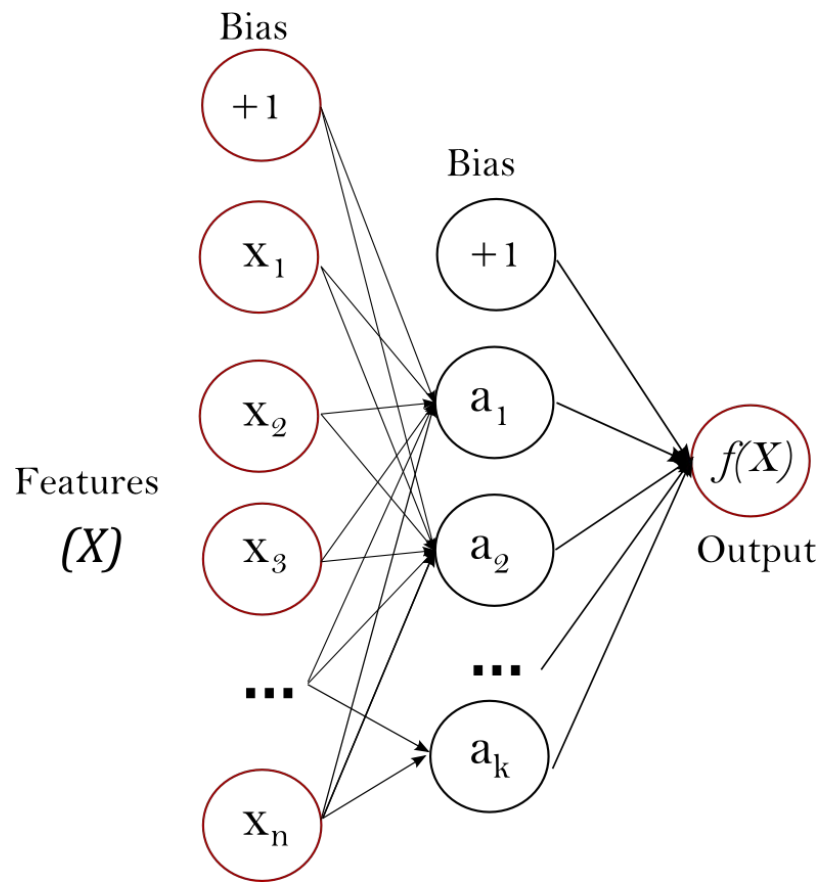 Bias
+1
x₁
x₂
Features
(X)
x₃
...
xₙ
Bias
+1
a₁
a₂
...
aₖ
f(X)
Output